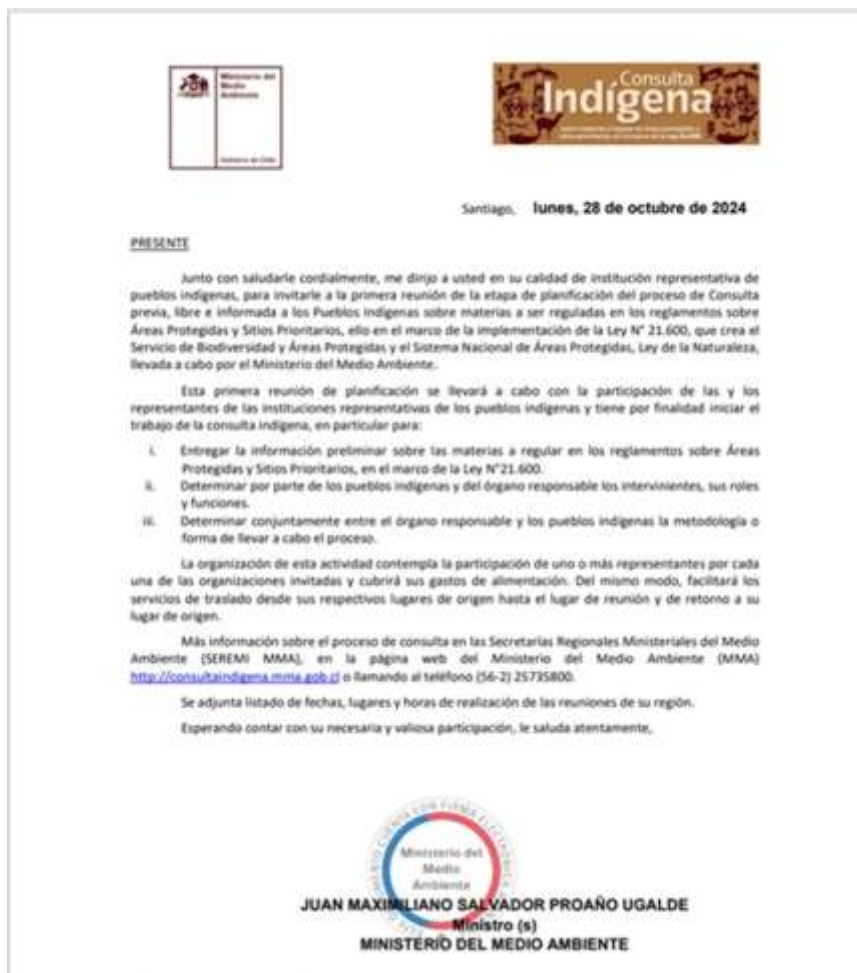 Ministerio del
Medio
Ambiente
Gobierno de Chile
Consulta
Indígena
Santiago, lunes, 28 de octubre de 2024
PRESENTE
Junto con saludarle cordialmente, me dirijo a usted en su calidad de institución representativa de
pueblos indígenas, para invitarle a la primera reunión de la etapa de planificación del proceso de Consulta
previa, libre e informada a los Pueblos indígenas sobre materias a ser reguladas en los reglamentos sobre
Áreas Protegidas y Sitios Prioritarios, ello en el marco de la implementación de la Ley N° 21.600, que crea el
Servicio de Biodiversidad y Áreas Protegidas y el Sistema Nacional de Áreas Protegidas, Ley de la Naturaleza,
llevada a cabo por el Ministerio del Medio Ambiente.
Esta primera reunión de planificación se llevará a cabo con la participación de las y los
representantes de las instituciones representativas de los pueblos indígenas y tiene por finalidad iniciar el
trabajo de la consulta indígena, en particular para:
i. Entregar la información preliminar sobre las materias a regular en los reglamentos sobre Áreas
Protegidas y Sitios Prioritarios, en el marco de la Ley N°21.600.
ii. Determinar por parte de los pueblos indígenas y del órgano responsable los intervinientes, sus roles
y funciones.
iii. Determinar conjuntamente entre el órgano responsable y los pueblos indígenas la metodología o
forma de llevar a cabo el proceso.
La organización de esta actividad contempla la participación de uno o más representantes por cada
una de las organizaciones invitadas y cubrirá sus gastos de alimentación. Del mismo modo, facilitará los
servicios de traslado desde sus respectivos lugares de origen hasta el lugar de reunión y de retorno a su
lugar de origen.
Más información sobre el proceso de consulta en las Secretarías Regionales Ministeriales del Medio
Ambiente (SEREMI MMA), en la página web del Ministerio del Medio Ambiente (MMA)
http://consultaindigena.mma.gob.cl o llamando al teléfono (56-2) 25735800.
Se adjunta listado de fechas, lugares y horas de realización de las reuniones de su región.
Esperando contar con su necesaria y valiosa participación, le saluda atentamente,
Ministerio del
Medio
Ambiente
JUAN MAXIMILIANO SALVADOR PROAÑO UGALDE
Ministro (s)
MINISTERIO DEL MEDIO AMBIENTE